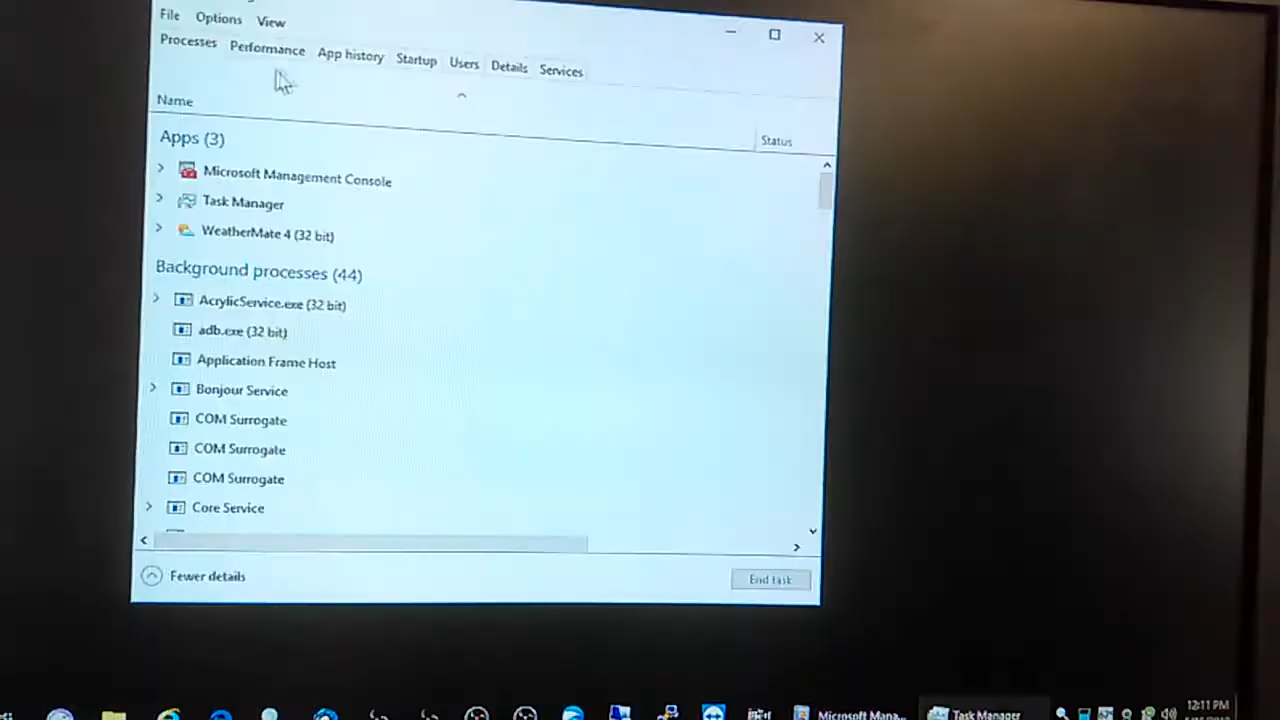 File Options View
Processes Performance App history Startup Users Details Services
Name Status
Apps (3)
Microsoft Management Console
Task Manager
WeatherMate 4 (32 bit)
Background processes (44)
AcrylicService.exe (32 bit)
adb.exe (32 bit)
Application Frame Host
Bonjour Service
COM Surrogate
COM Surrogate
COM Surrogate
Core Service
Fewer details End task
Microsoft Mana... Task Manager 12:11 PM